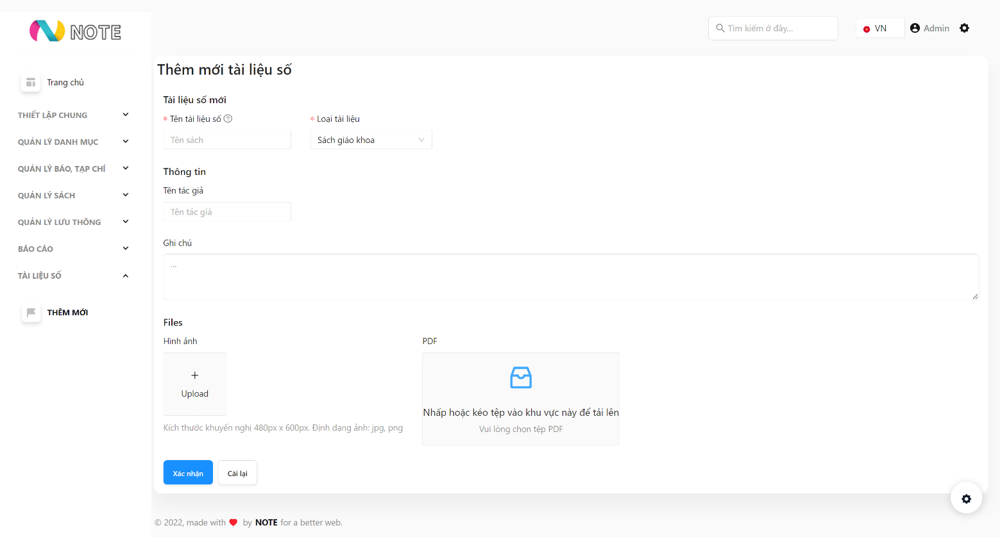 NOTE
Tìm kiếm ở đây...
VN
Admin
Trang chủ
THIẾT LẬP CHUNG
QUẢN LÝ DANH MỤC
QUẢN LÝ BÁO, TẠP CHÍ
QUẢN LÝ SÁCH
QUẢN LÝ LƯU THÔNG
BÁO CÁO
TÀI LIỆU SỐ
THÊM MỚI
Thêm mới tài liệu số
Tài liệu số mới
* Tên tài liệu số
* Loại tài liệu
Tên sách
Sách giáo khoa
Thông tin
Tên tác giả
Tên tác giả
Ghi chú
...
Files
Hình ảnh
PDF
+
Upload
Nhấp hoặc kéo tệp vào khu vực này để tải lên
Vui lòng chọn tệp PDF
Kích thước khuyến nghị 480px x 600px. Định dạng ảnh: jpg, png
Xác nhận
Cài lại
© 2022, made with ❤ by NOTE for a better web.